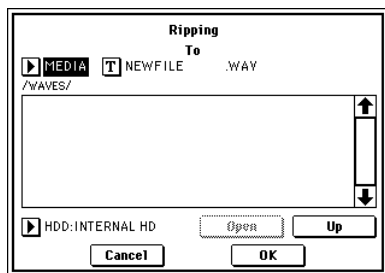 Ripping
To
MEDIA T NEWFILE .WAV
/WAVES/
HDD:INTERNAL HD Open Up
Cancel OK